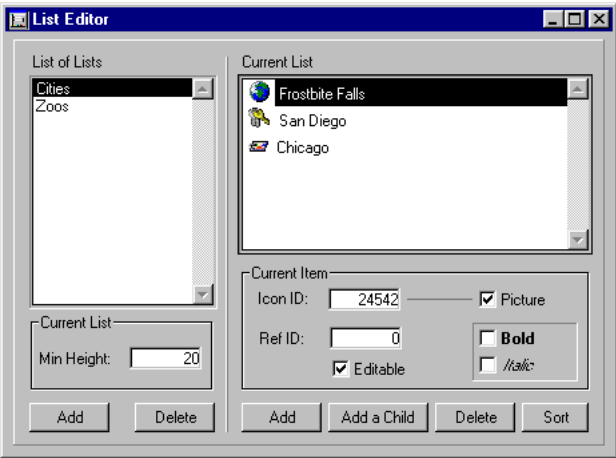 List Editor
List of Lists
Cities
Zoos
Current List
Min Height: 20
Add Delete
Current List
Frostbite Falls
San Diego
Chicago
Current Item
Icon ID: 24542 Picture
Ref ID: 0 Bold
Editable Italic
Add Add a Child Delete Sort